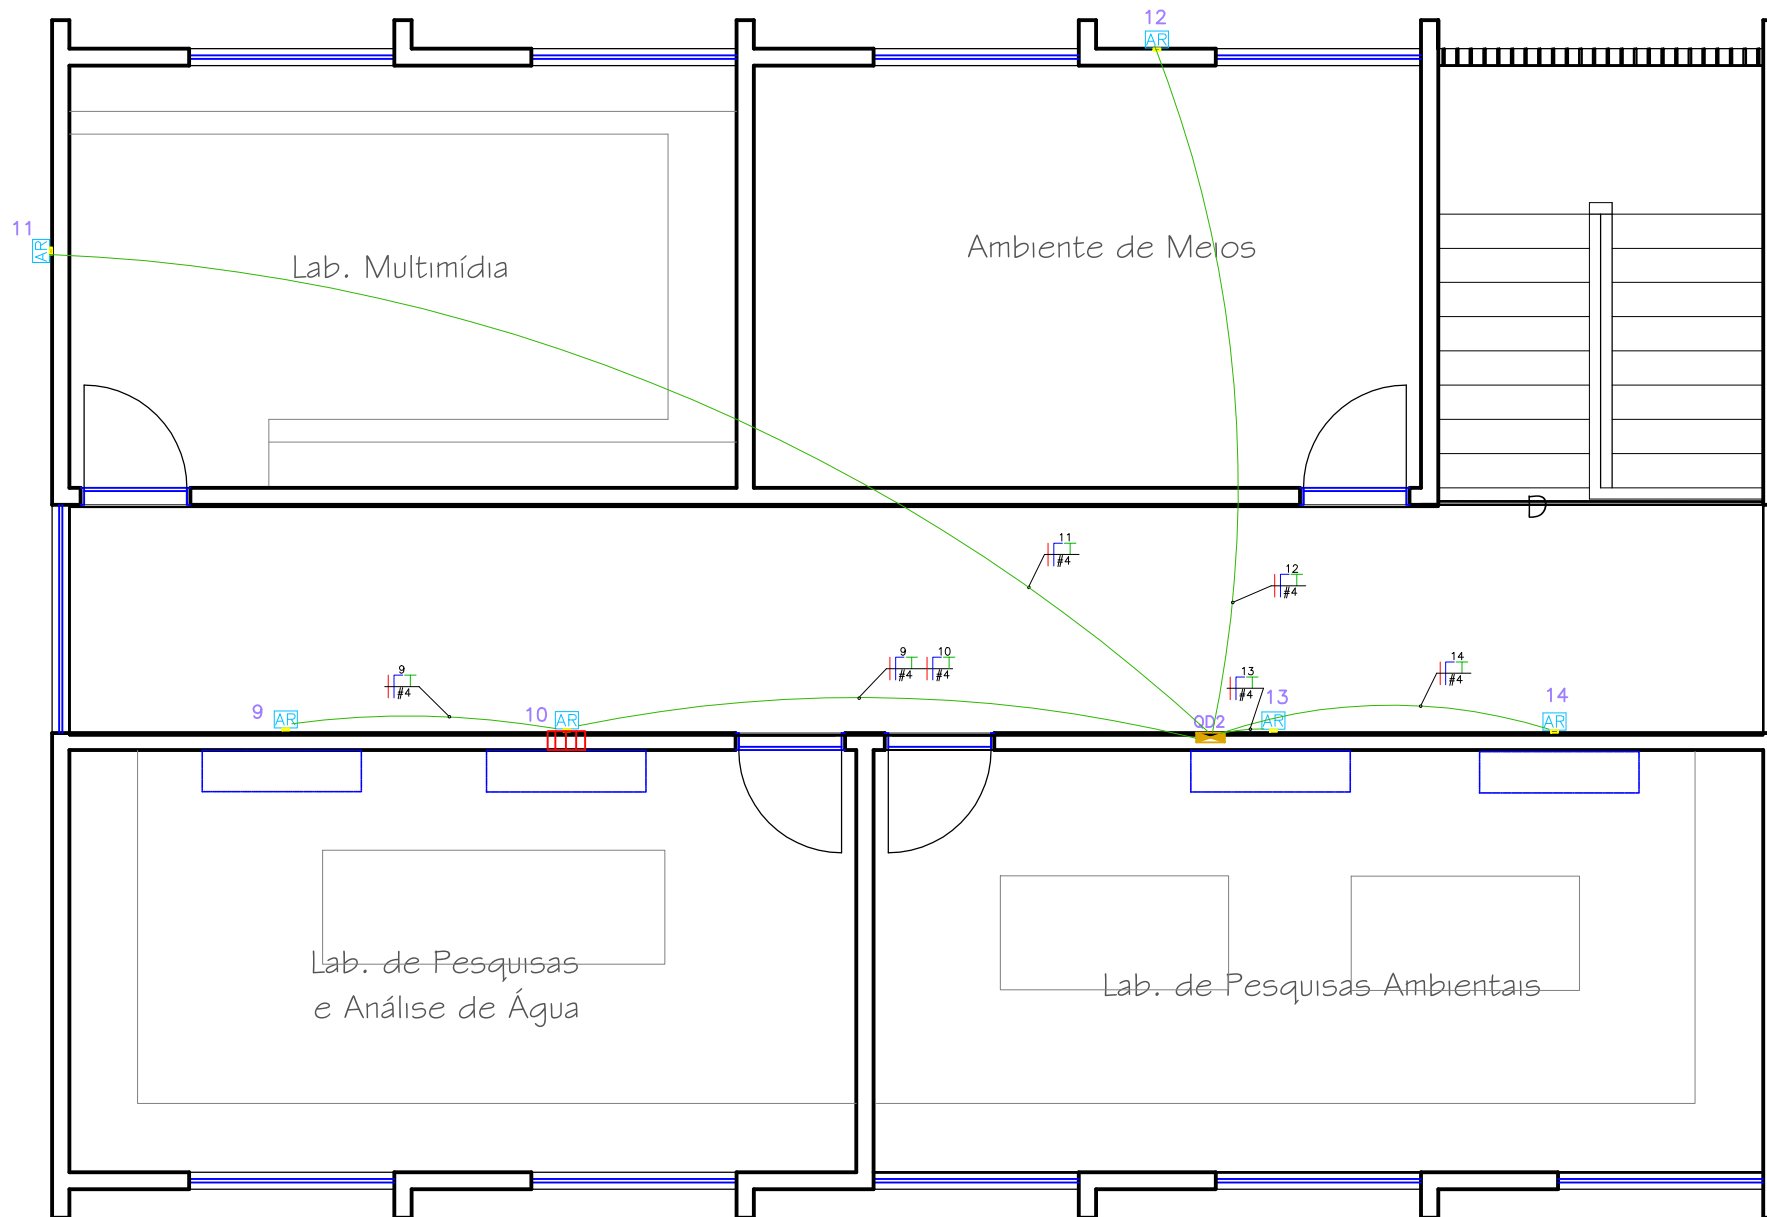 12
AR
11
AR
Lab. Multimídia
Ambiente de Meios
D
11
#4
12
#4
9
#4
9
10
#4
#4
13
#4
14
#4
9
AR
10
AR
QD2
13
AR
14
AR
Lab. de Pesquisas
e Análise de Água
Lab. de Pesquisas Ambientais